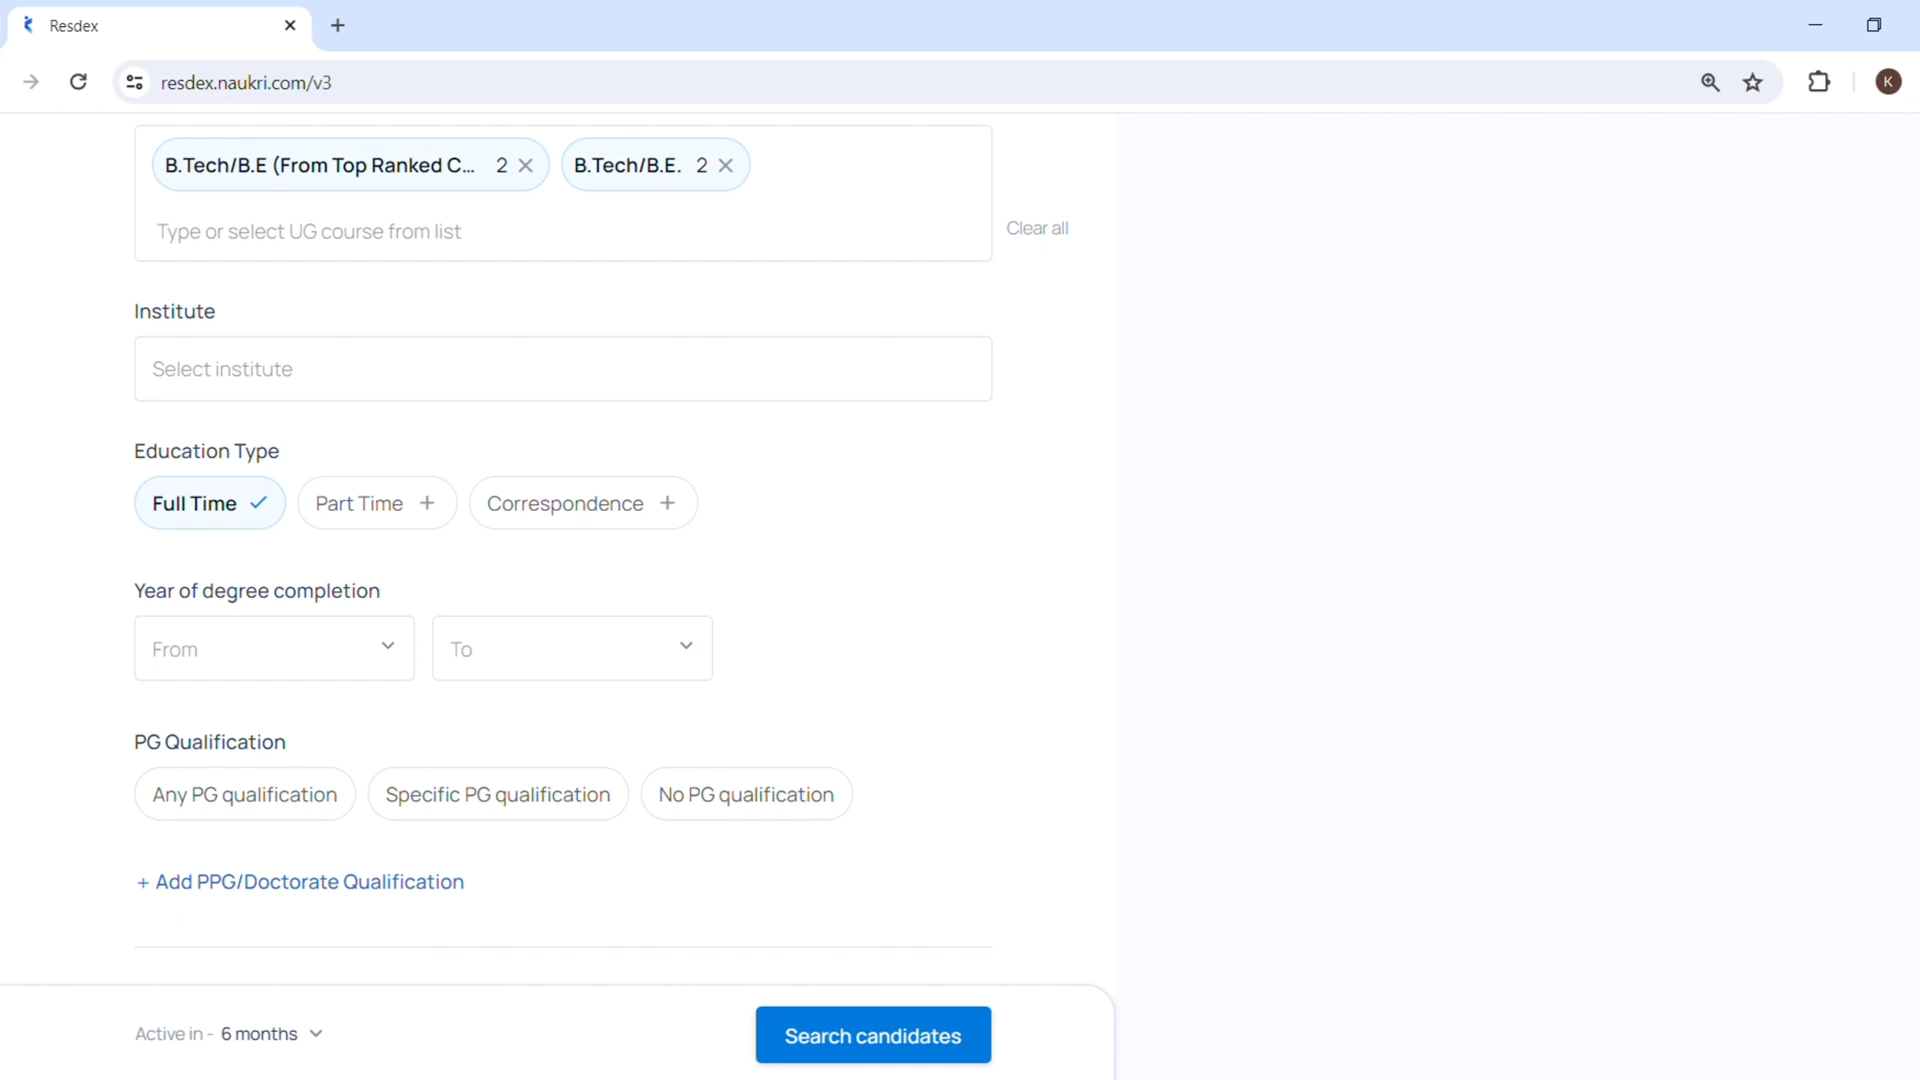 Resdex
resdex.naukri.com/v3
K
B.Tech/B.E (From Top Ranked C... 2
B.Tech/B.E. 2
Type or select UG course from list
Clear all
Institute
Select institute
Education Type
Full Time
Part Time
Correspondence
Year of degree completion
From
To
PG Qualification
Any PG qualification
Specific PG qualification
No PG qualification
+ Add PPG/Doctorate Qualification
Active in - 6 months
Search candidates